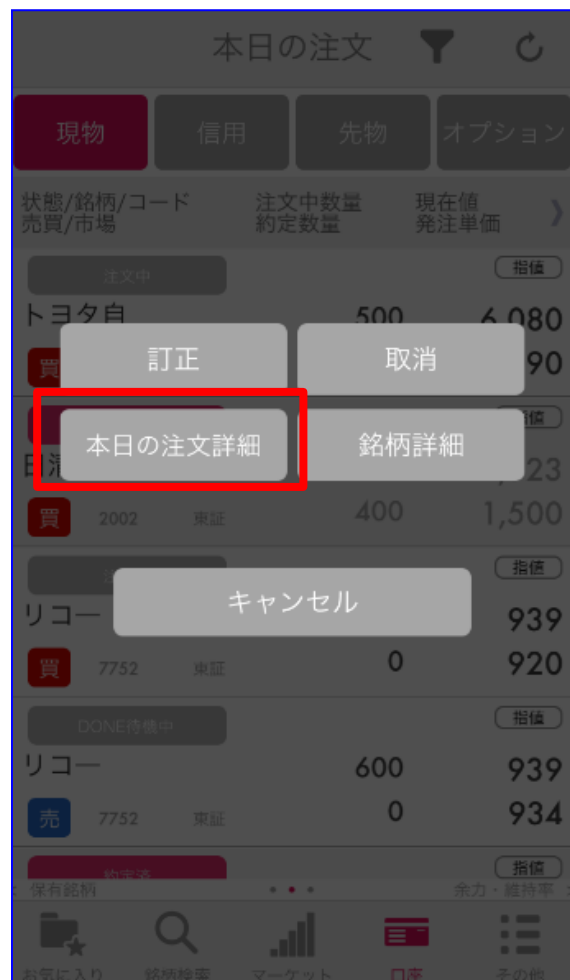 本日の注文
現物 信用 先物 オプション
状態/銘柄/コード 注文中数量 現在値
売買/市場 約定数量 発注単価
注文中 指値
トヨタ自 500 6,080
訂正 取消
買 90
本日の注文詳細 銘柄詳細
指値
日清 23
買 2002 東証 400 1,500
指値
キャンセル
リコー 939
買 7752 東証 0 920
DONE待機中 指値
リコー 600 939
売 7752 東証 0 934
約定済 指値
保有銘柄 余力・維持率
お気に入り 銘柄検索 マーケット 口座 その他